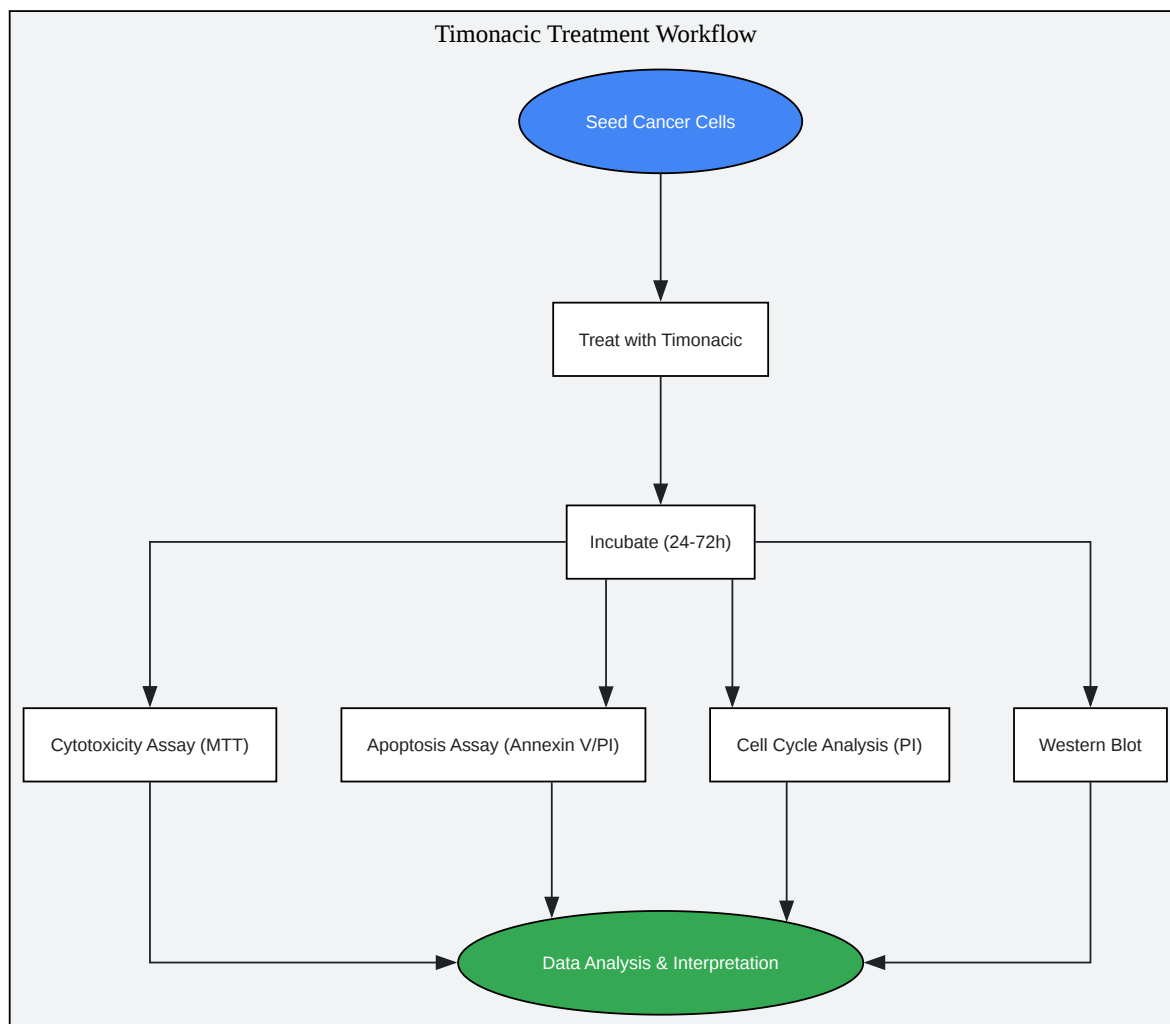 Timonacic Treatment Workflow
Seed Cancer Cells
Treat with Timonacic
Incubate (24-72h)
Cytotoxicity Assay (MTT)
Apoptosis Assay (Annexin V/PI)
Cell Cycle Analysis (PI)
Western Blot
Data Analysis & Interpretation